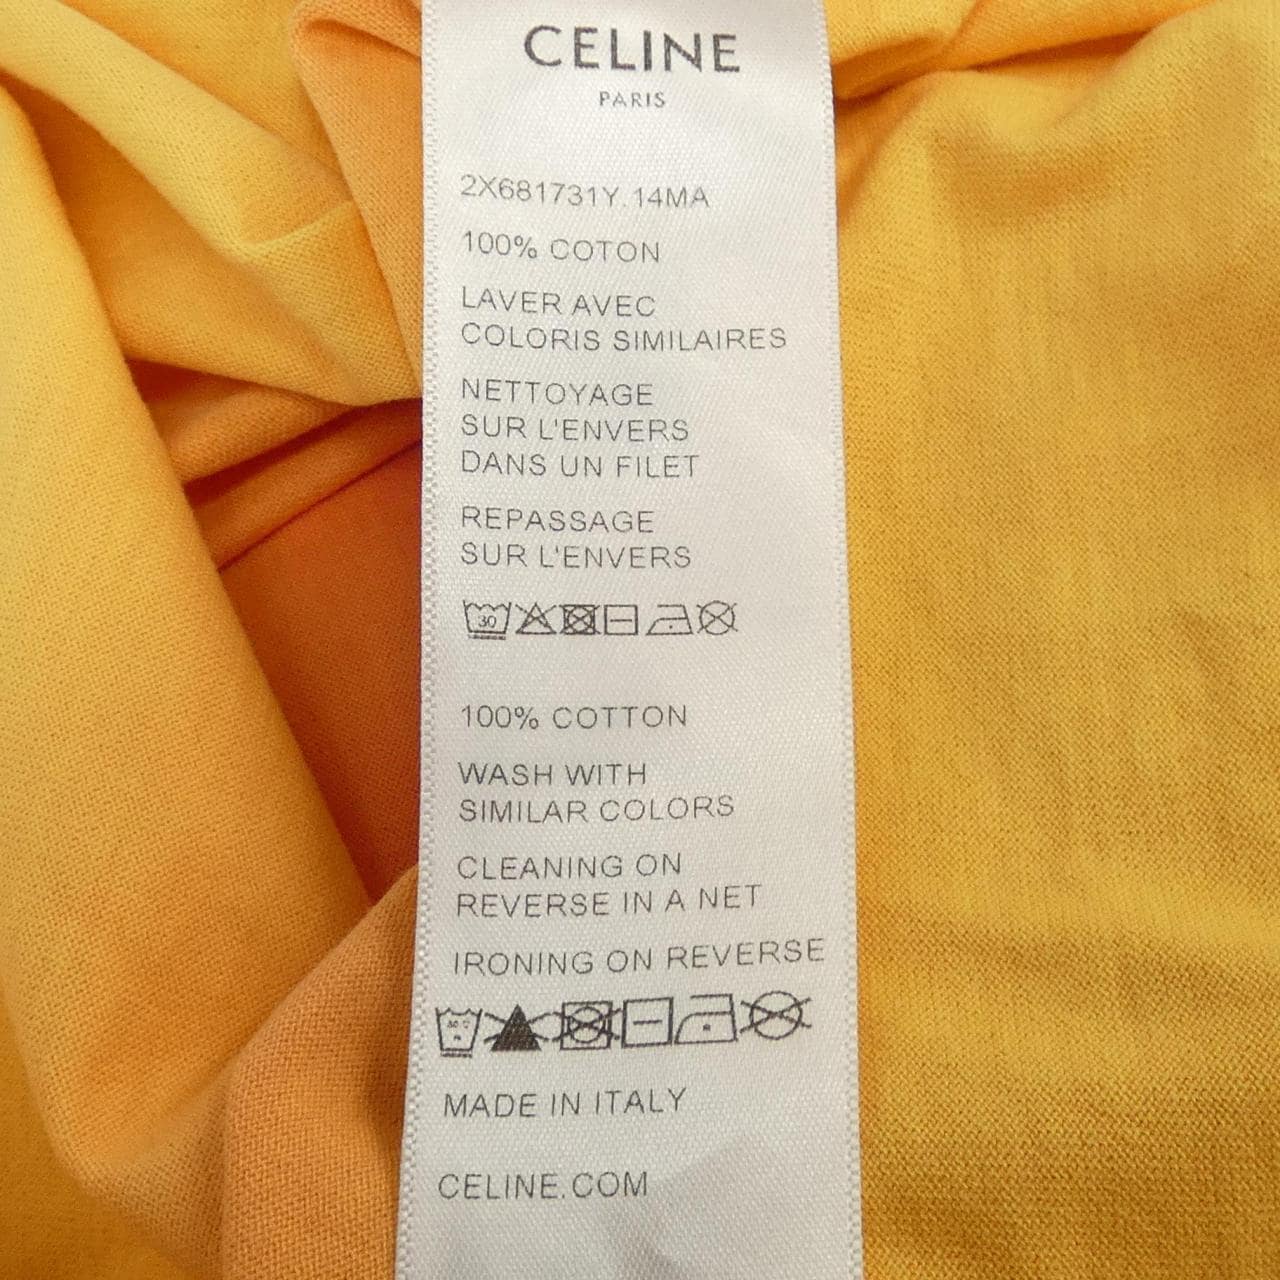 CELINE
PARIS
2X681731Y.14MA
100% COTON
LAVER AVEC
COLORIS SIMILAIRES
NETTOYAGE
SUR L'ENVERS
DANS UN FILET
REPASSAGE
SUR L'ENVERS
30
100% COTTON
WASH WITH
SIMILAR COLORS
CLEANING ON
REVERSE IN A NET
IRONING ON REVERSE
MADE IN ITALY
CELINE.COM